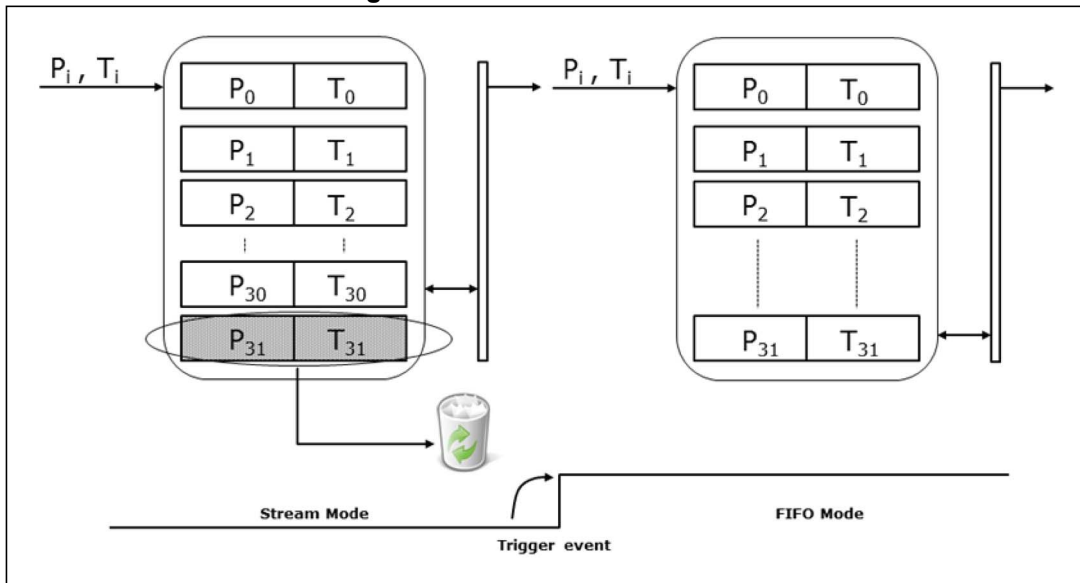 Pi , Ti
P0 T0
P1 T1
P2 T2
P30 T30
P31 T31
Pi , Ti
P0 T0
P1 T1
P2 T2
P31 T31
Stream Mode
Trigger event
FIFO Mode